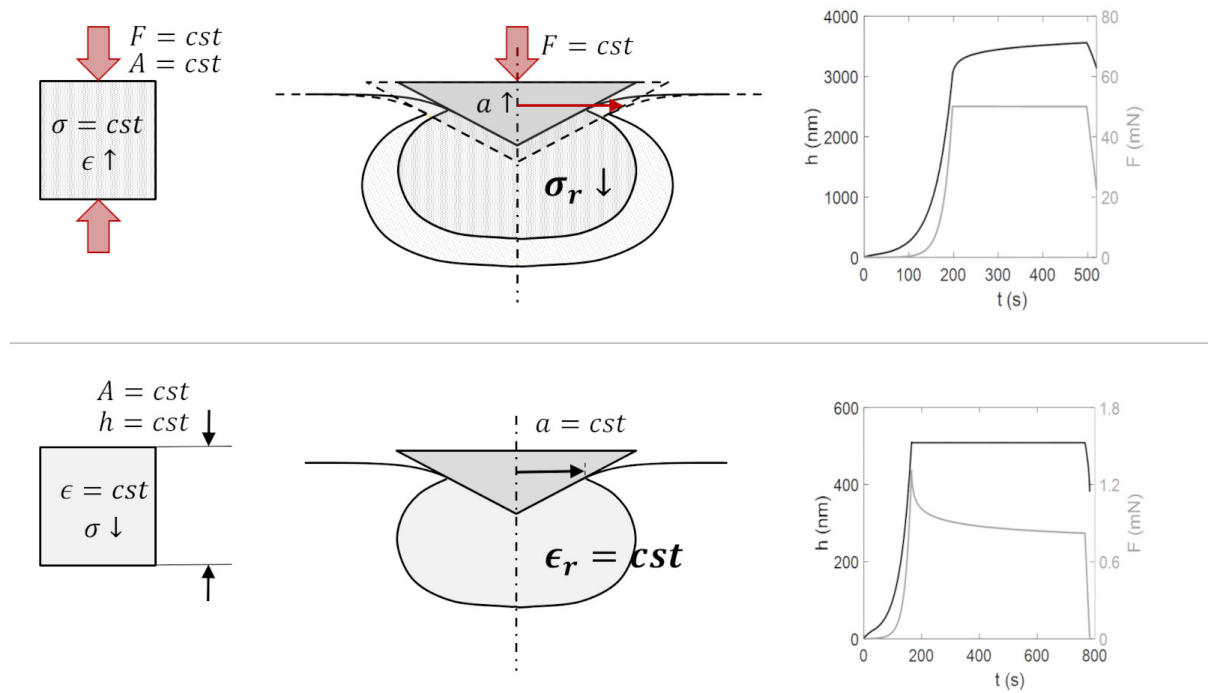 F = cst
A = cst
σ = cst
ϵ ↑
F = cst
a ↑
σ_r ↓
4000
3000
2000
1000
0
h (nm)
80
60
40
20
0
F (mN)
0 100 200 300 400 500
t (s)
A = cst
h = cst
ϵ = cst
σ ↓
a = cst
ϵ_r = cst
600
400
200
0
h (nm)
1.8
1.2
0.6
0
F (mN)
0 200 400 600 800
t (s)